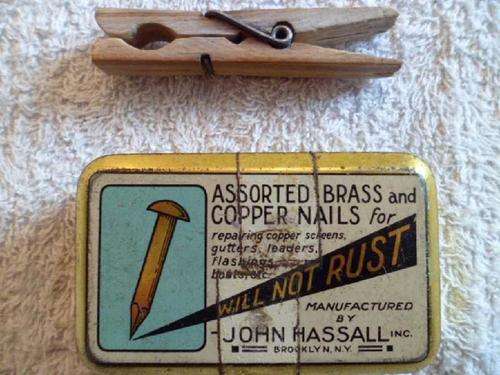 ASSORTED BRASS and
COPPER NAILS for
repairing copper screens,
gutters, leaders,
flashings
boats, etc.
WILL NOT RUST
MANUFACTURED
BY
JOHN HASSALL INC.
BROOKLYN, N.Y.